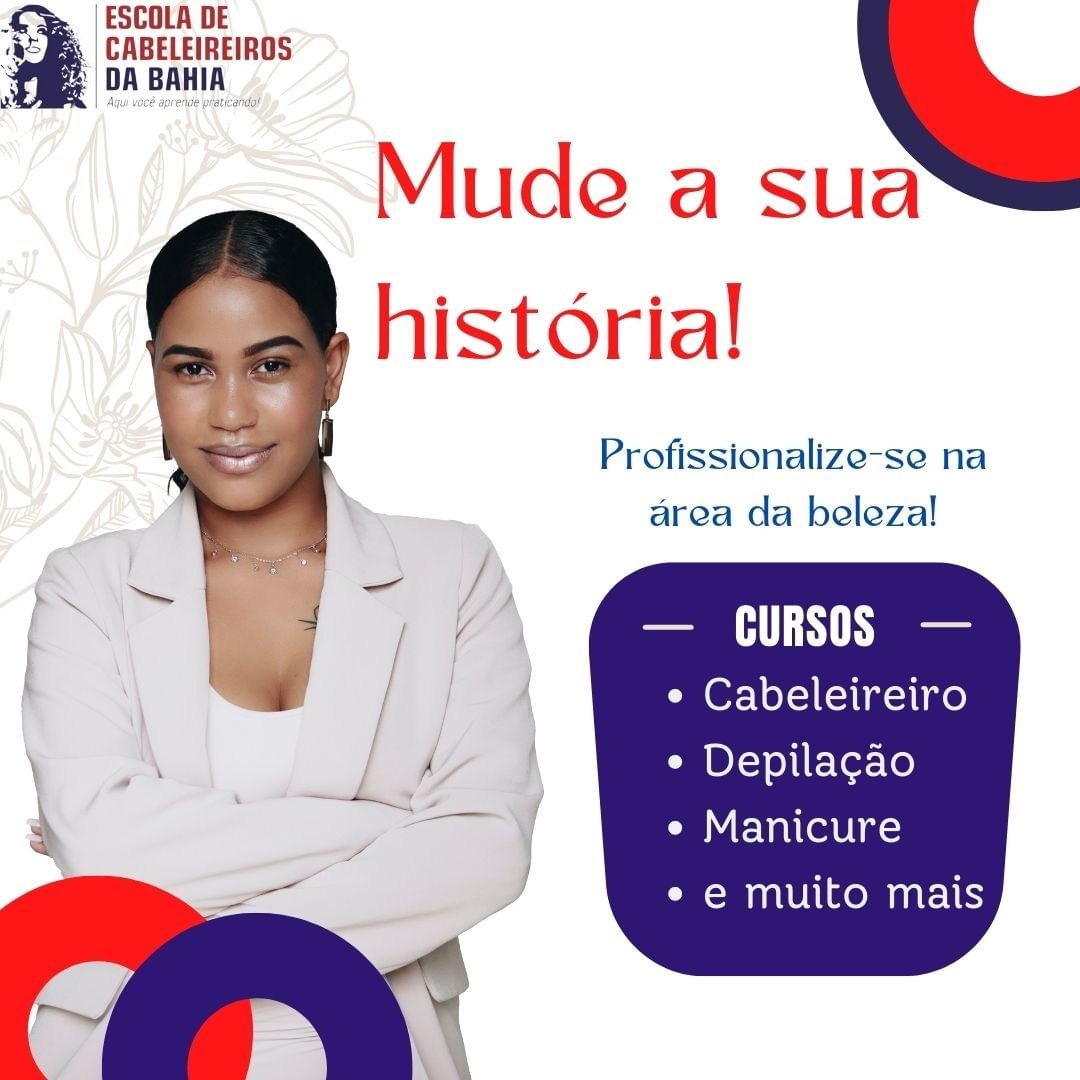 ESCOLA DE
CABELEIREIROS
DA BAHIA
Aqui você aprende praticando!
Mude a sua
história!
Profissionalize-se na
área da beleza!
CURSOS
• Cabeleireiro
• Depilação
• Manicure
• e muito mais